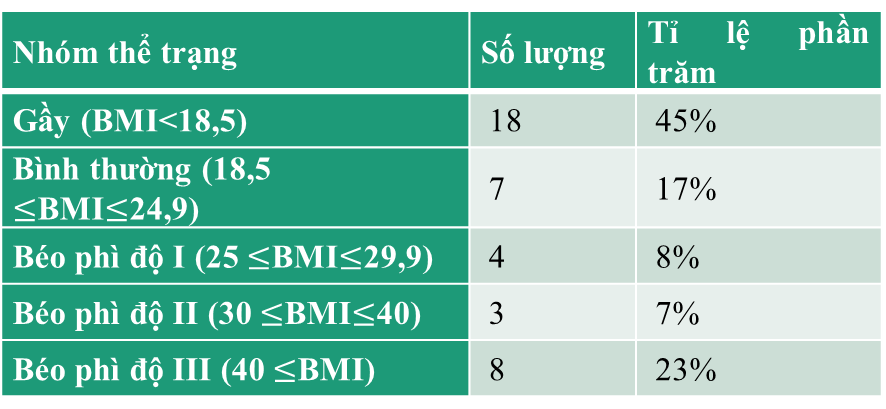 Nhóm thể trạng
Số lượng
Tỉ lệ phần
trăm
Gầy (BMI<18,5)
18
45%
Bình thường (18,5
≤BMI≤24,9)
7
17%
Béo phì độ I (25 ≤BMI≤29,9)
4
8%
Béo phì độ II (30 ≤BMI≤40)
3
7%
Béo phì độ III (40 ≤BMI)
8
23%